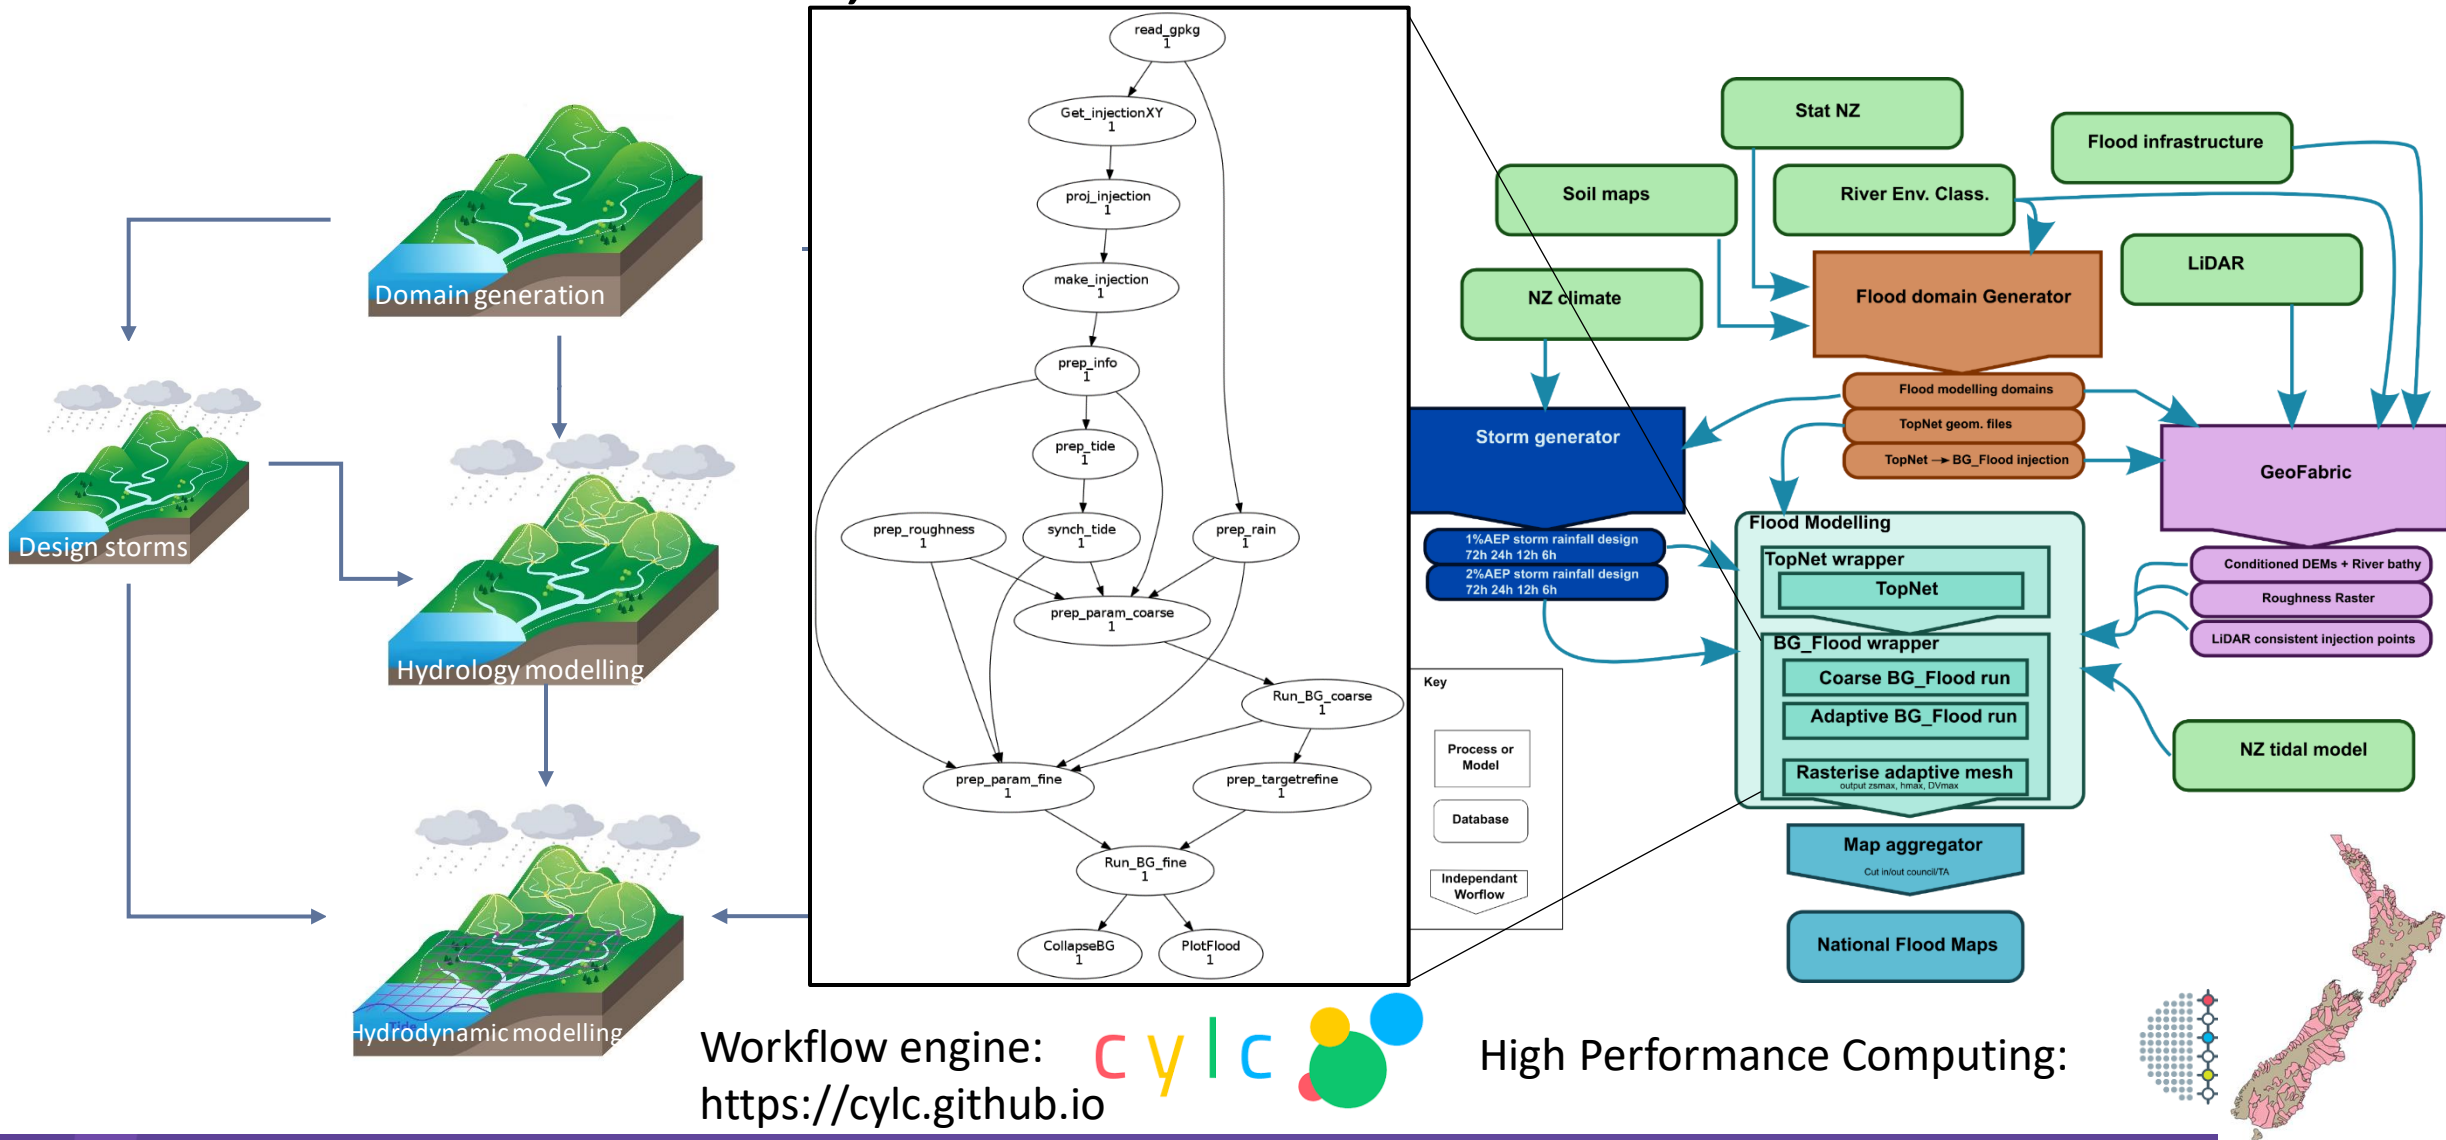 Domain generation
Design storms
Hydrology modelling
Tide
Hydrodynamic modelling
read_gpkg
1
Get_injectionXY
1
proj_injection
1
make_injection
1
prep_info
1
prep_tide
1
prep_roughness
1
synch_tide
1
prep_rain
1
prep_param_coarse
1
Run_BG_coarse
1
prep_param_fine
1
prep_targetrefine
1
Run_BG_fine
1
CollapseBG
1
PlotFlood
1
Stat NZ
Flood infrastructure
Soil maps
River Env. Class.
LiDAR
NZ climate
Flood domain Generator
Flood modelling domains
TopNet geom. files
TopNet → BG_Flood injection
Storm generator
GeoFabric
1%AEP storm rainfall design
72h 24h 12h 6h
2%AEP storm rainfall design
72h 24h 12h 6h
Flood Modelling
TopNet wrapper
TopNet
BG_Flood wrapper
Coarse BG_Flood run
Adaptive BG_Flood run
Rasterise adaptive mesh
output zsmax, hmax, DVmax
Conditioned DEMs + River bathy
Roughness Raster
LiDAR consistent injection points
NZ tidal model
Key
Process or
Model
Database
Independant
Worflow
Map aggregator
Cut in/out council/TA
National Flood Maps
Workflow engine:
cylc
https://cylc.github.io
High Performance Computing: